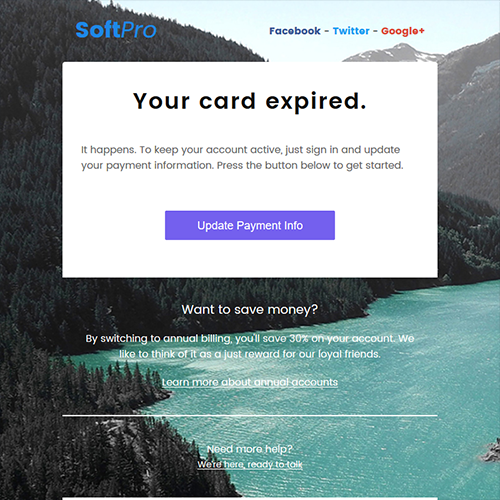 SoftPro
Facebook - Twitter - Google+
Your card expired.
It happens. To keep your account active, just sign in and update
your payment information. Press the button below to get started.
Update Payment Info
Want to save money?
By switching to annual billing, you'll save 30% on your account. We
like to think of it as a just reward for our loyal friends.
Learn more about annual accounts
Need more help?
We're here, ready to talk